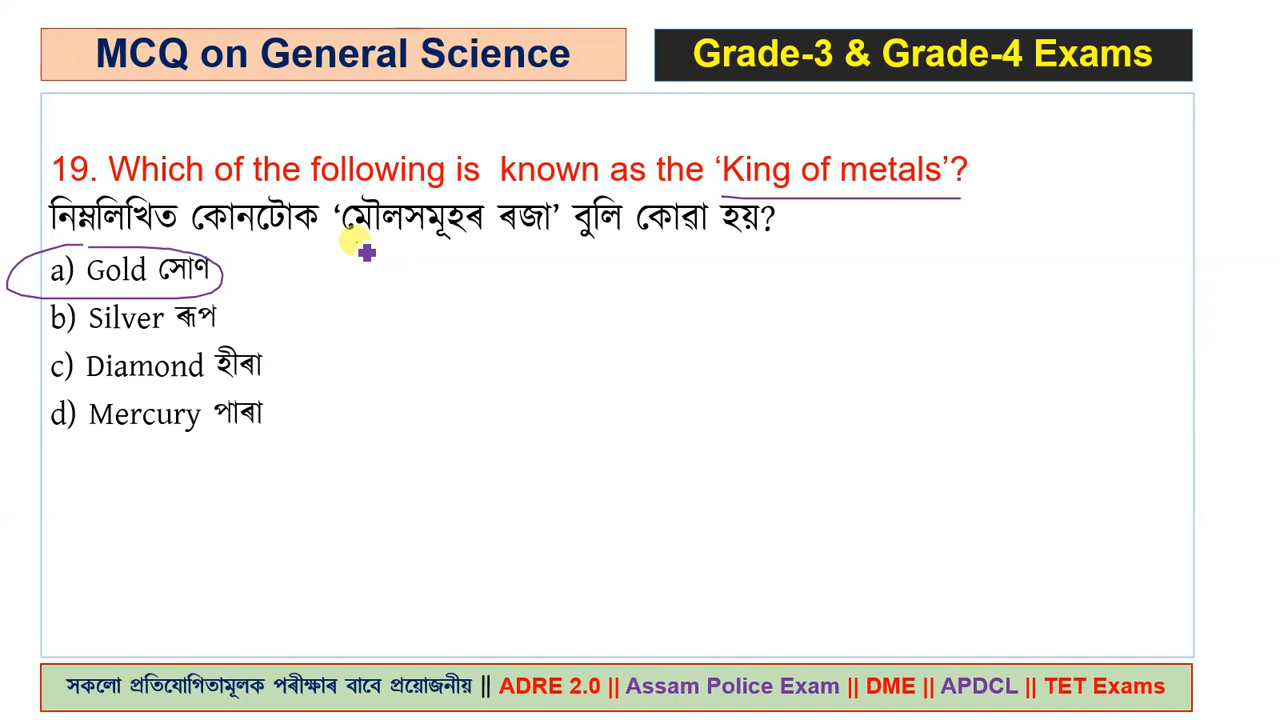 MCQ on General Science
Grade-3 & Grade-4 Exams
19. Which of the following is known as the ‘King of metals’?
নিম্নলিখিত কোনটোক ‘মৌলসমূহৰ ৰজা’ বুলি কোৱা হয়?
a) Gold সোণ
b) Silver ৰূপ
c) Diamond হীৰা
d) Mercury পাৰা
সকলো প্ৰতিযোগিতামূলক পৰীক্ষাৰ বাবে প্ৰয়োজনীয় || ADRE 2.0 || Assam Police Exam || DME || APDCL || TET Exams